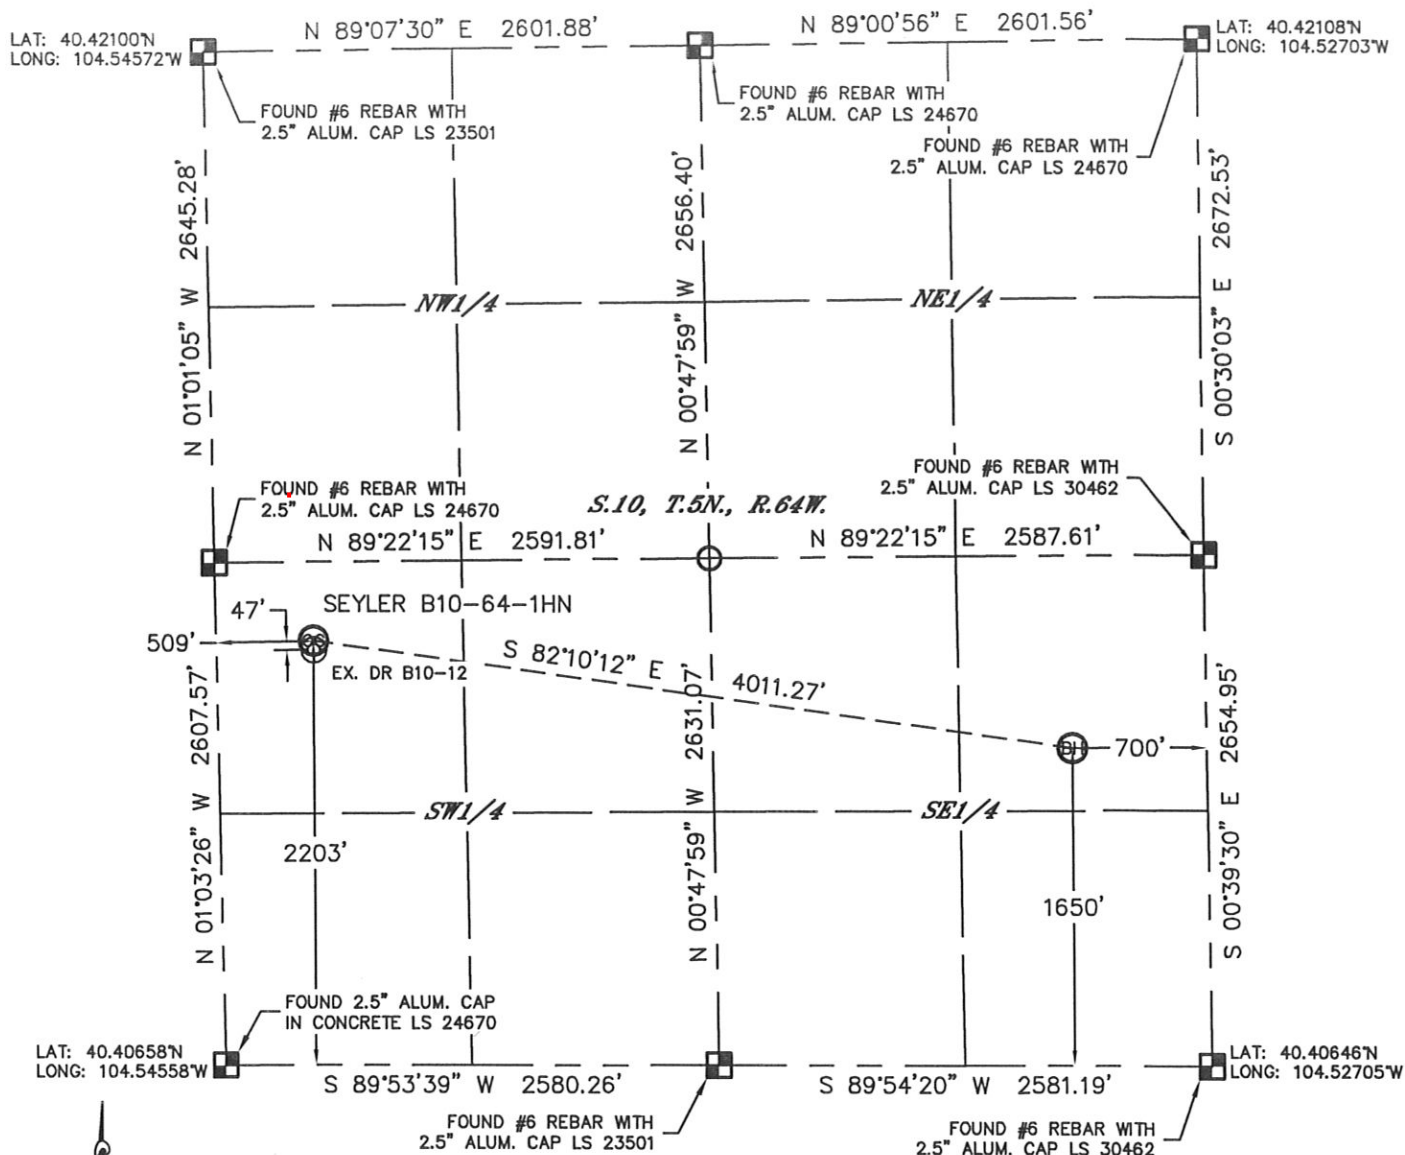 N 89°07'30" E 2601.88'
N 89°00'56" E 2601.56'
LAT: 40.42100°N
LONG: 104.54572°W
LAT: 40.42108°N
LONG: 104.52703°W
FOUND #6 REBAR WITH
2.5" ALUM. CAP LS 23501
FOUND #6 REBAR WITH
2.5" ALUM. CAP LS 24670
FOUND #6 REBAR WITH
2.5" ALUM. CAP LS 24670
N 01°01'05" W 2645.28'
N 00°47'59" W 2656.40'
S 00°30'03" E 2672.53'
NW1/4
NE1/4
FOUND #6 REBAR WITH
2.5" ALUM. CAP LS 24670
FOUND #6 REBAR WITH
2.5" ALUM. CAP LS 30462
S.10, T.5N., R.64W.
N 89°22'15" E 2591.81'
N 89°22'15" E 2587.61'
47'
SEYLER B10-64-1HN
509'
EX. DR B10-12
S 82°10'12" E 4011.27'
BH
700'
N 01°03'26" W 2607.57'
N 00°47'59" W 2631.07'
S 00°39'30" E 2654.95'
SW1/4
SE1/4
2203'
1650'
FOUND 2.5" ALUM. CAP
IN CONCRETE LS 24670
LAT: 40.40658°N
LONG: 104.54558°W
LAT: 40.40646°N
LONG: 104.52705°W
S 89°53'39" W 2580.26'
S 89°54'20" W 2581.19'
FOUND #6 REBAR WITH
2.5" ALUM. CAP LS 23501
FOUND #6 REBAR WITH
2.5" ALUM. CAP LS 30462